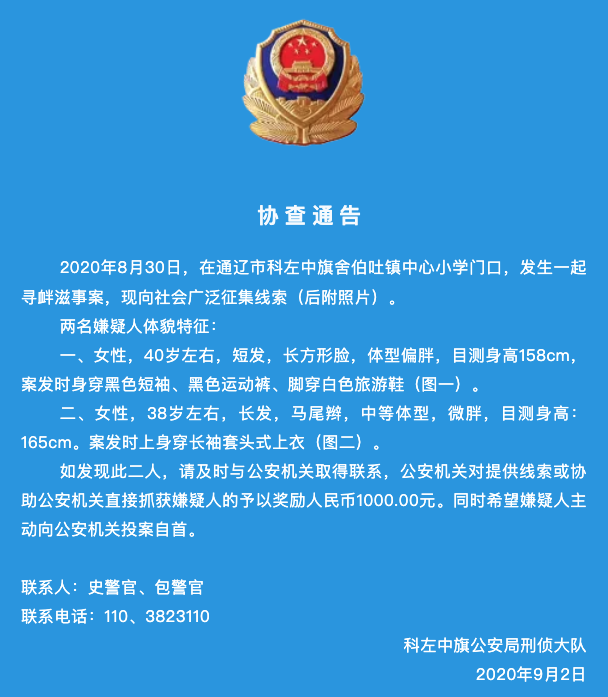 协查通告
2020年8月30日，在通辽市科左中旗舍伯吐镇中心小学门口，发生一起
寻衅滋事案，现向社会广泛征集线索（后附照片）。
两名嫌疑人体貌特征：
一、女性，40岁左右，短发，长方形脸，体型偏胖，目测身高158cm，
案发时身穿黑色短袖、黑色运动裤、脚穿白色旅游鞋（图一）。
二、女性，38岁左右，长发，马尾辫，中等体型，微胖，目测身高：
165cm。案发时上身穿长袖套头式上衣（图二）。
如发现此二人，请及时与公安机关取得联系，公安机关对提供线索或协
助公安机关直接抓获嫌疑人的予以奖励人民币1000.00元。同时希望嫌疑人主
动向公安机关投案自首。
联系人：史警官、包警官
联系电话：110、3823110
科左中旗公安局刑侦大队
2020年9月2日